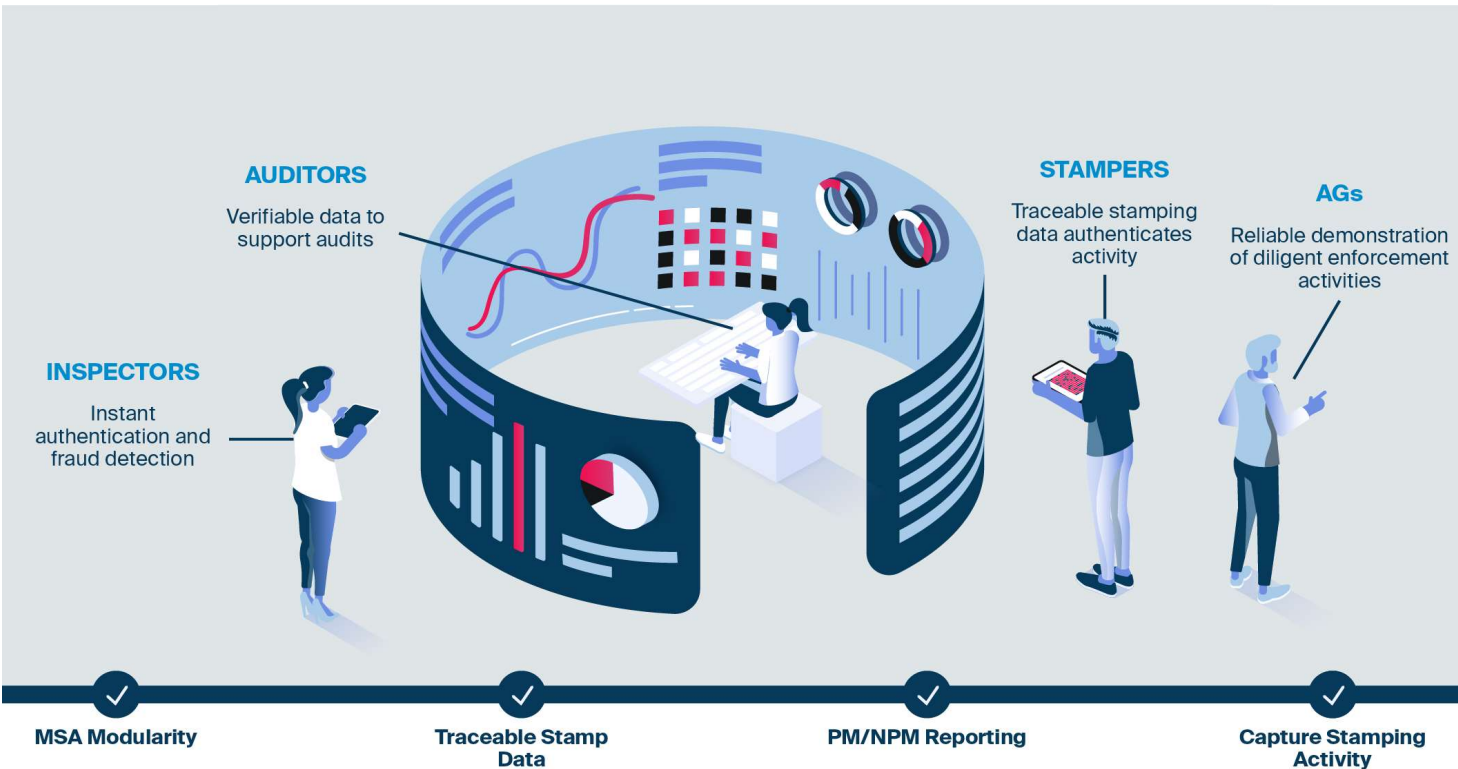 AUDITORS
Verifiable data to
support audits
STAMPERS
Traceable stamping
data authenticates
activity
AGs
Reliable demonstration
of diligent enforcement
activities
INSPECTORS
Instant
authentication and
fraud detection
MSA Modularity
Traceable Stamp
Data
PM/NPM Reporting
Capture Stamping
Activity